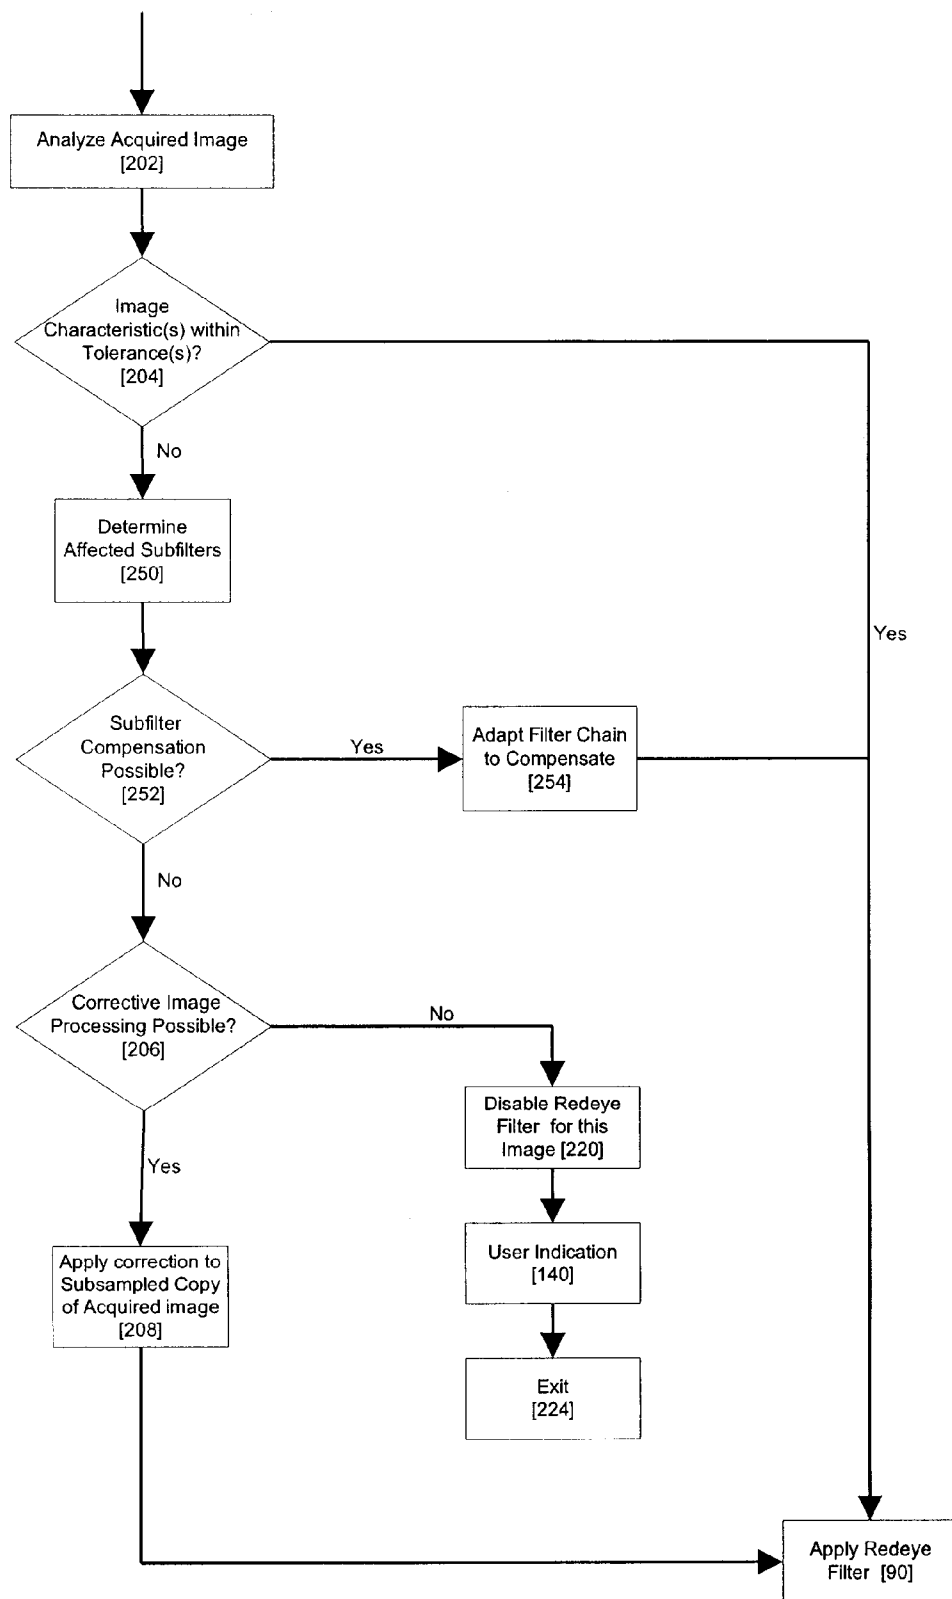 Analyze Acquired Image
[202]
Image
Characteristic(s) within
Tolerance(s)?
[204]
No
Determine
Affected Subfilters
[250]
Yes
Subfilter
Compensation
Possible?
[252]
Yes
Adapt Filter Chain
to Compensate
[254]
No
Corrective Image
Processing Possible?
[206]
No
Disable Redeye
Filter for this
Image [220]
Yes
User Indication
[140]
Apply correction to
Subsampled Copy
of Acquired image
[208]
Exit
[224]
Apply Redeye
Filter [90]